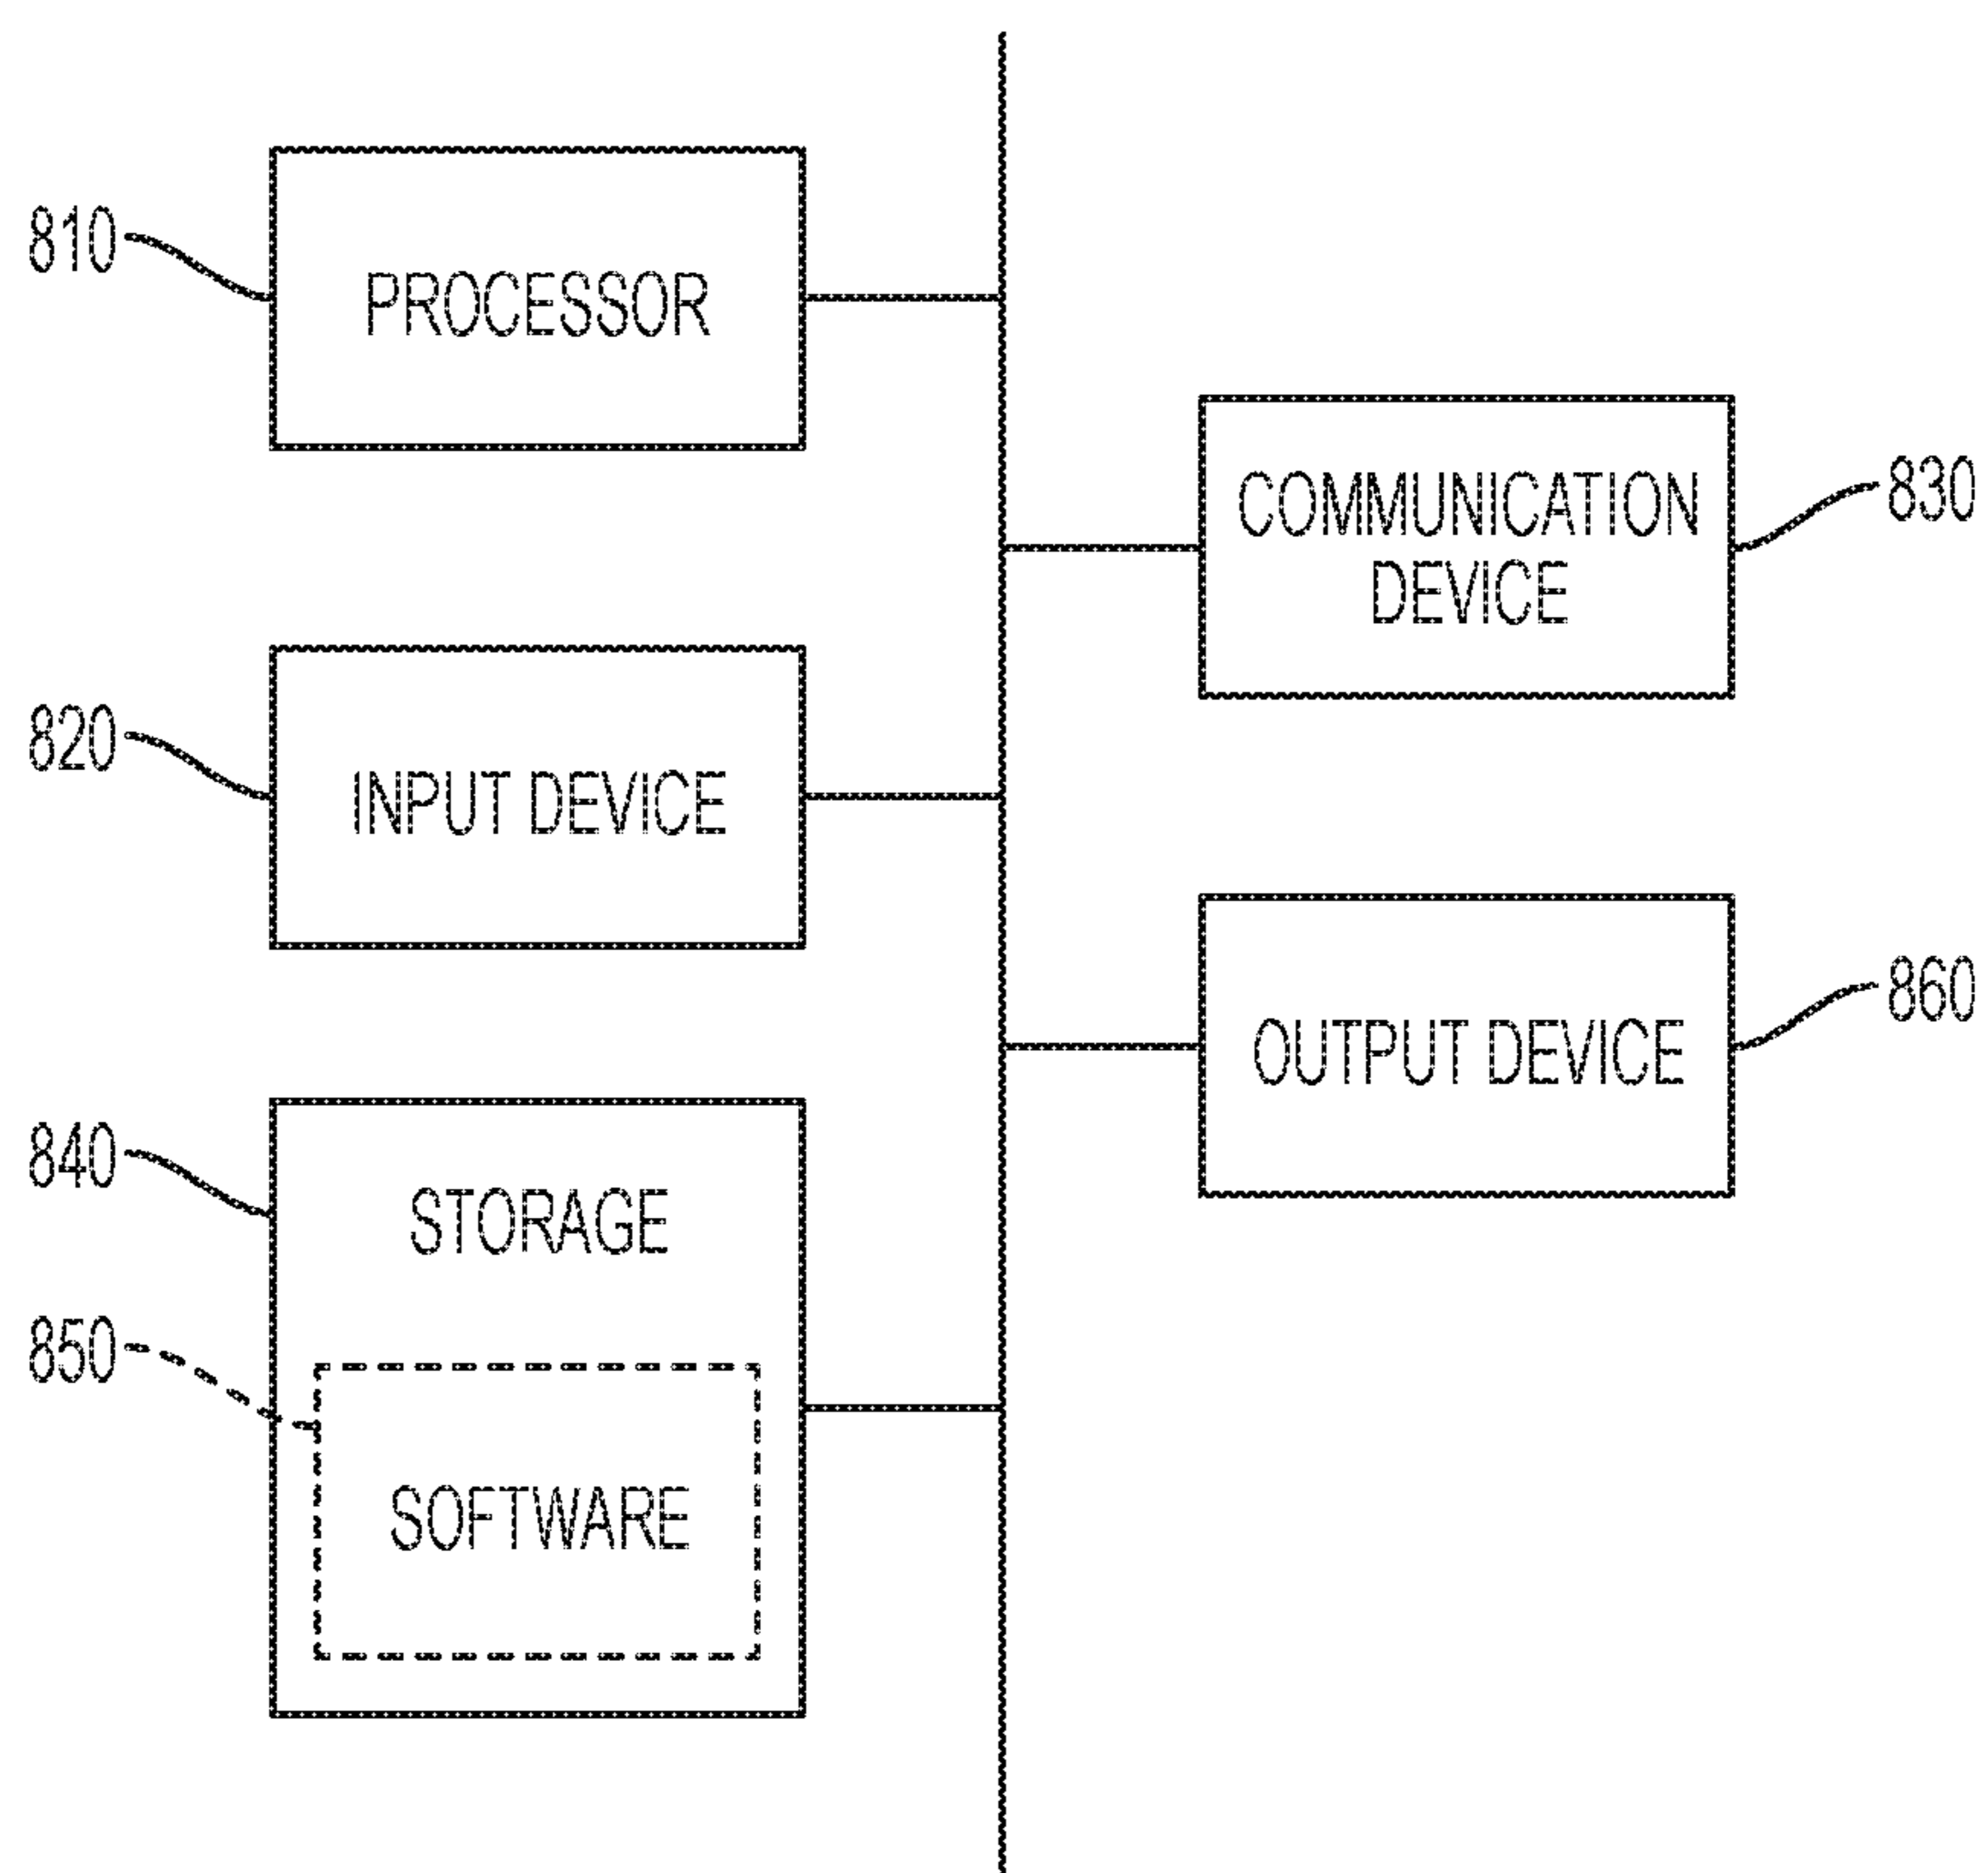 810
PROCESSOR
COMMUNICATION
DEVICE
830
820
INPUT DEVICE
OUTPUT DEVICE
860
840
STORAGE
850
SOFTWARE